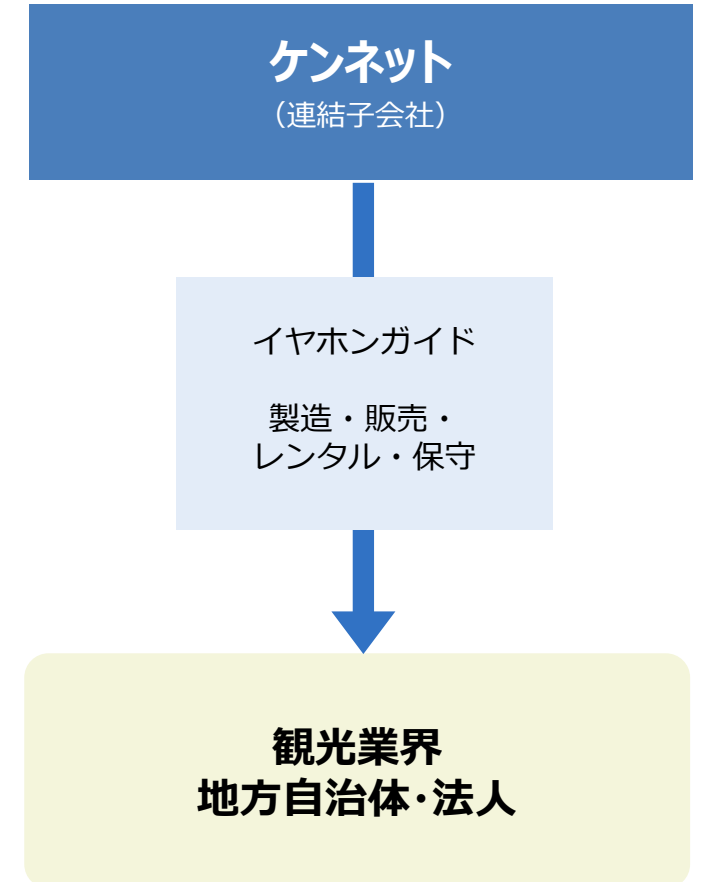 ケンネット
（連結子会社）
イヤホンガイド
製造・販売・
レンタル・保守
観光業界
地方自治体･法人